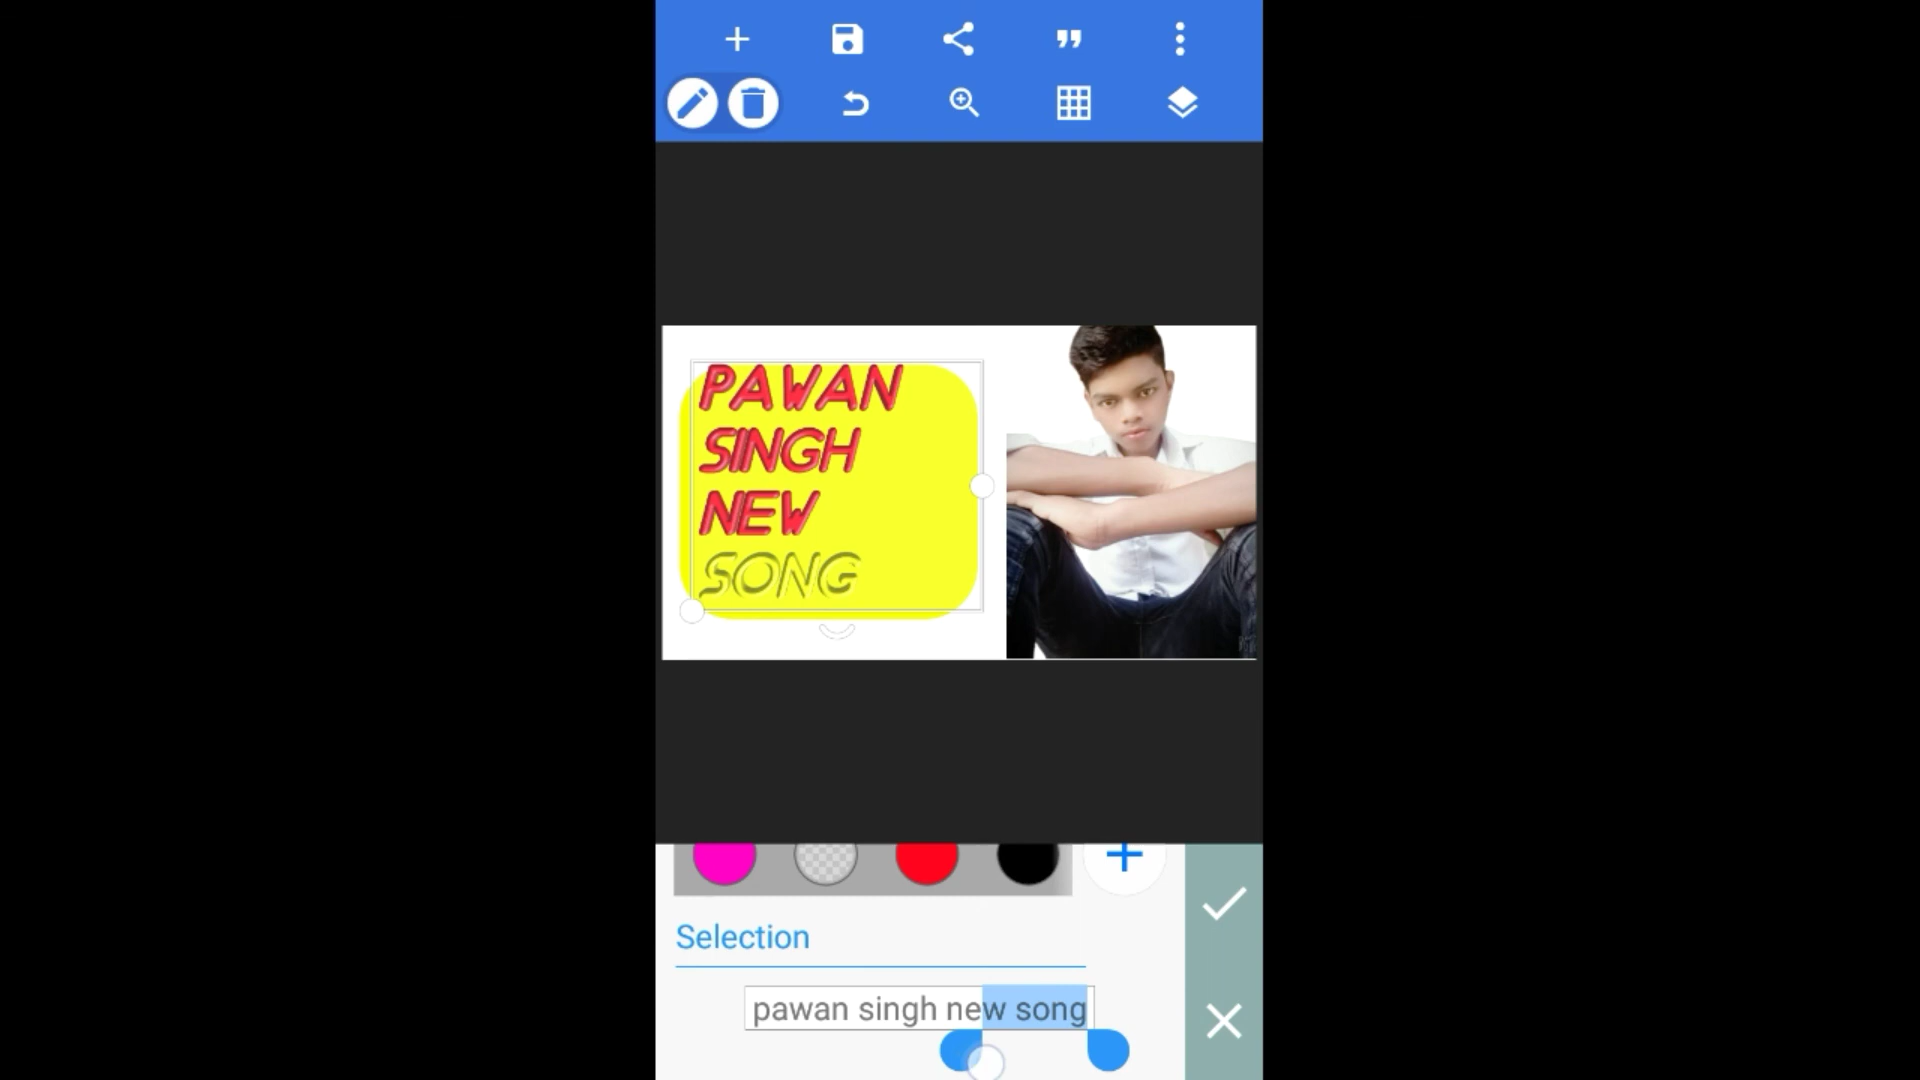 PAWAN
SINGH
NEW
SONG
Selection
pawan singh new song